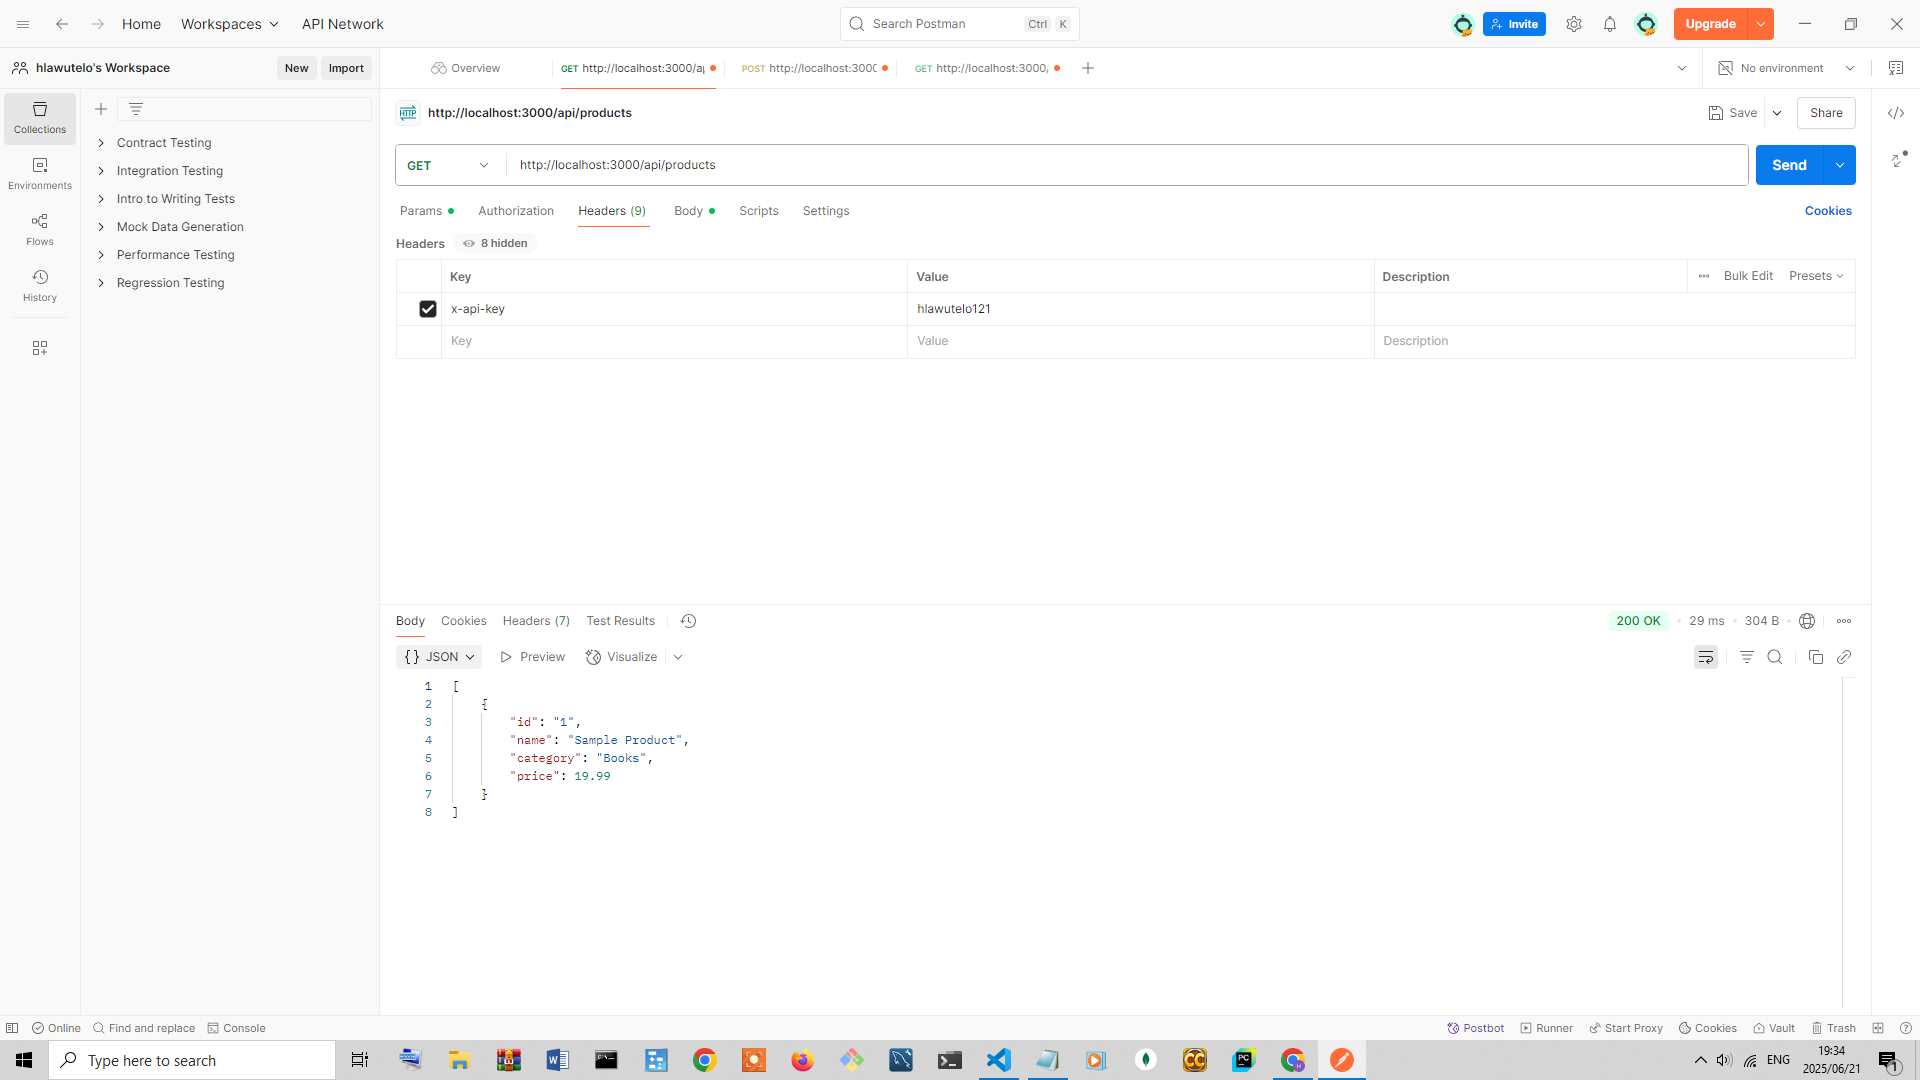 Home
Workspaces
API Network
Search Postman
Ctrl K
Invite
Upgrade
hlawutelo's Workspace
New
Import
Overview
GET http://localhost:3000/a
POST http://localhost:3000
GET http://localhost:3000/
No environment
Collections
Environments
Flows
History
Contract Testing
Integration Testing
Intro to Writing Tests
Mock Data Generation
Performance Testing
Regression Testing
HTTP http://localhost:3000/api/products
Save
Share
GET
http://localhost:3000/api/products
Send
Params
Authorization
Headers (9)
Body
Scripts
Settings
Cookies
Headers
8 hidden
Key Value Description
Bulk Edit
Presets
x-api-key hlawutelo121
Key Value Description
Body
Cookies
Headers (7)
Test Results
200 OK
29 ms
304 B
{} JSON
Preview
Visualize
1 [
2 {
3 "id": "1",
4 "name": "Sample Product",
5 "category": "Books",
6 "price": 19.99
7 }
8 ]
Online
Find and replace
Console
Postbot
Runner
Start Proxy
Cookies
Vault
Trash
Type here to search
ENG
19:34
2025/06/21
1